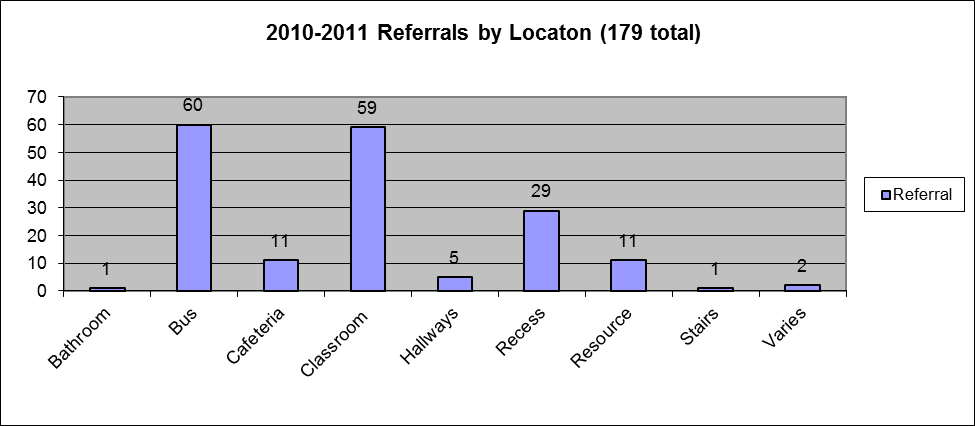 2010-2011 Referrals by Locaton (179 total)
70
60
50
40
30
20
10
0
1
60
11
59
5
29
11
1
2
Bathroom
Bus
Cafeteria
Classroom
Hallways
Recess
Resource
Stairs
Varies
Referral